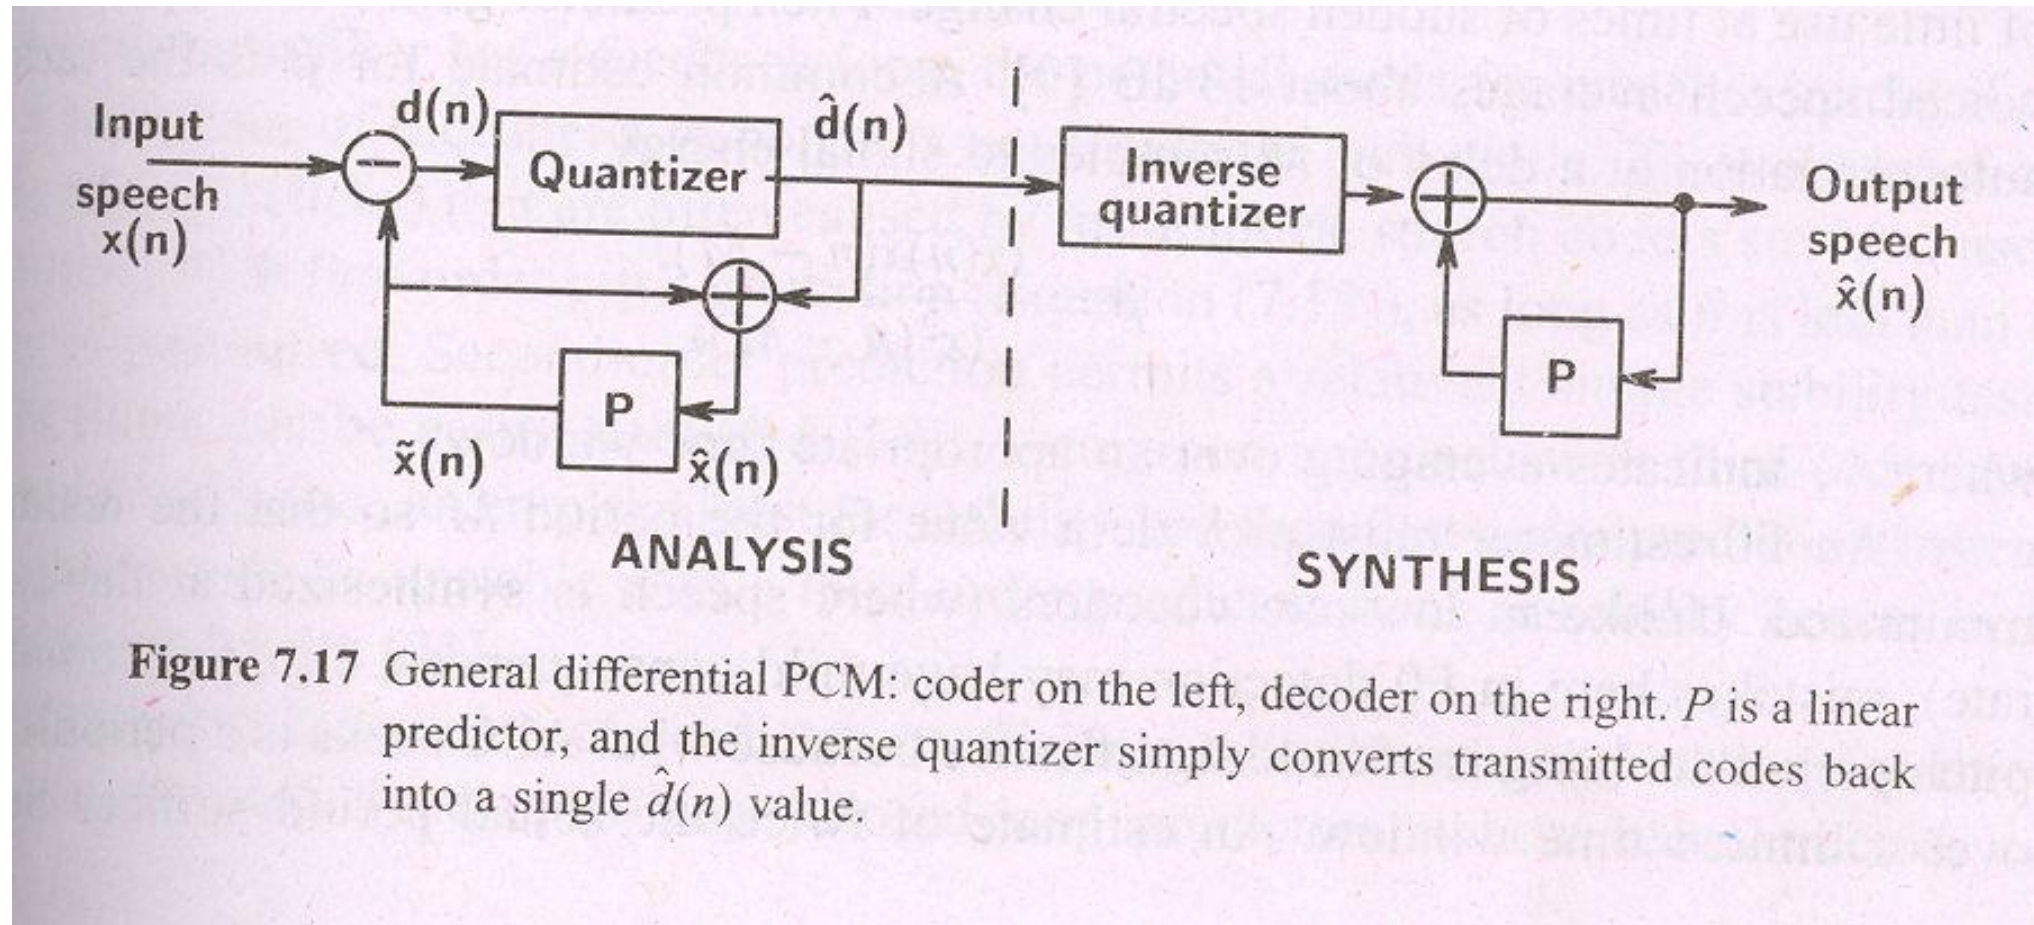 Input
speech
x(n)
d(n)
Quantizer
d̂(n)
P
x̃(n)
x̂(n)
ANALYSIS
Inverse
quantizer
P
Output
speech
x̂(n)
SYNTHESIS
Figure 7.17 General differential PCM: coder on the left, decoder on the right. P is a linear
predictor, and the inverse quantizer simply converts transmitted codes back
into a single d̂(n) value.